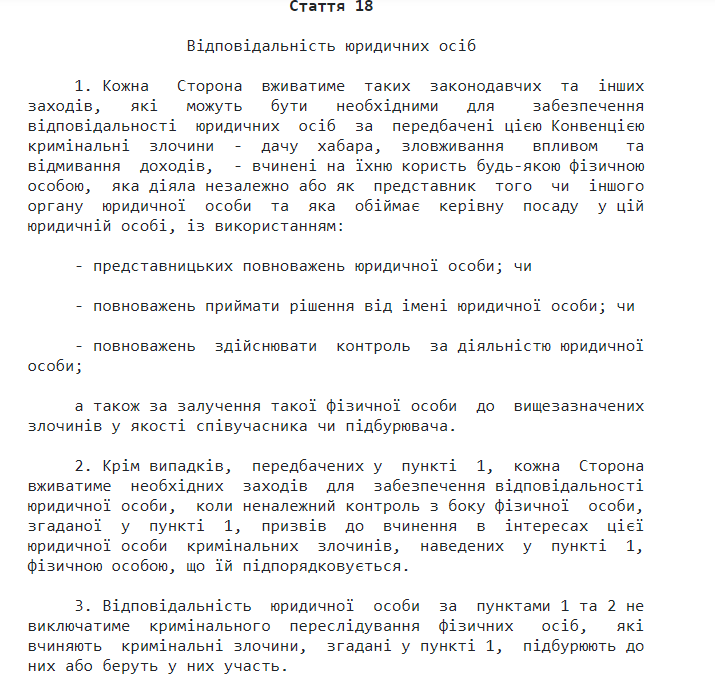 Стаття 18
Відповідальність юридичних осіб
1. Кожна Сторона вживатиме таких законодавчих та інших
заходів, які можуть бути необхідними для забезпечення
відповідальності юридичних осіб за передбачені цією Конвенцією
кримінальні злочини - дачу хабара, зловживання впливом та
відмивання доходів, - вчинені на їхню користь будь-якою фізичною
особою, яка діяла незалежно або як представник того чи іншого
органу юридичної особи та яка обіймає керівну посаду у цій
юридичній особі, із використанням:
- представницьких повноважень юридичної особи; чи
- повноважень приймати рішення від імені юридичної особи; чи
- повноважень здійснювати контроль за діяльністю юридичної
особи;
а також за залучення такої фізичної особи до вищезазначених
злочинів у якості співучасника чи підбурювача.
2. Крім випадків, передбачених у пункті 1, кожна Сторона
вживатиме необхідних заходів для забезпечення відповідальності
юридичної особи, коли неналежний контроль з боку фізичної особи,
згаданої у пункті 1, призвів до вчинення в інтересах цієї
юридичної особи кримінальних злочинів, наведених у пункті 1,
фізичною особою, що їй підпорядковується.
3. Відповідальність юридичної особи за пунктами 1 та 2 не
виключатиме кримінального переслідування фізичних осіб, які
вчиняють кримінальні злочини, згадані у пункті 1, підбурюють до
них або беруть у них участь.